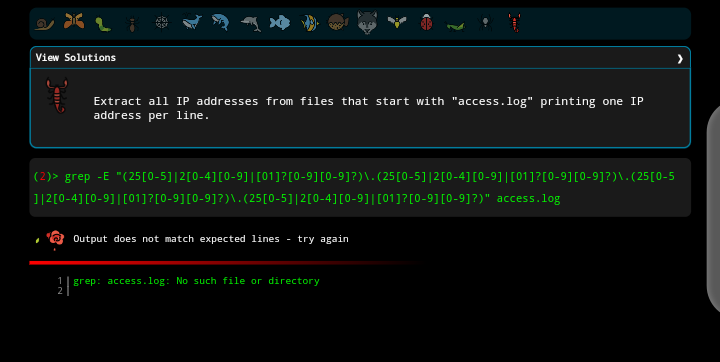 View Solutions ❯
Extract all IP addresses from files that start with "access.log" printing one IP
address per line.
(2)> grep -E "(25[0-5]|2[0-4][0-9]|[01]?[0-9][0-9]?)\.(25[0-5]|2[0-4][0-9]|[01]?[0-9][0-9]?)\.(25[0-5
]|2[0-4][0-9]|[01]?[0-9][0-9]?)\.(25[0-5]|2[0-4][0-9]|[01]?[0-9][0-9]?)" access.log
Output does not match expected lines - try again
1 grep: access.log: No such file or directory
2